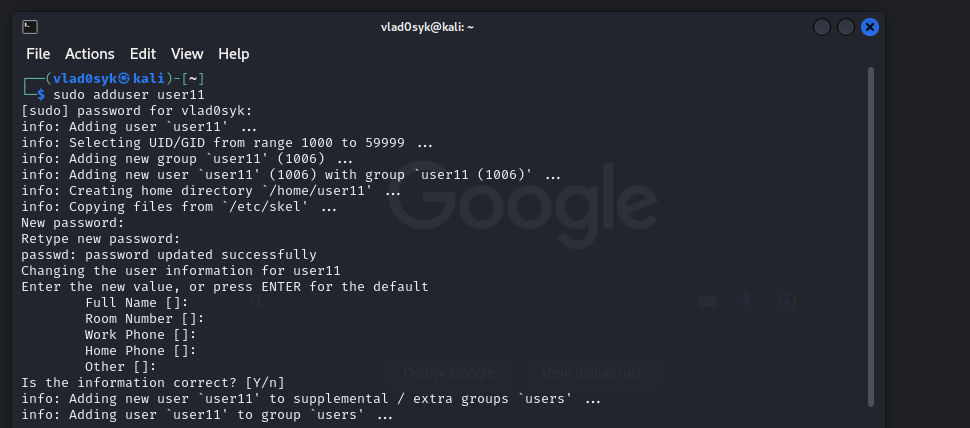 vlad0syk@kali: ~
File Actions Edit View Help
┌──(vlad0syk㉿kali)-[~]
└─$ sudo adduser user11
[sudo] password for vlad0syk:
info: Adding user `user11' ...
info: Selecting UID/GID from range 1000 to 59999 ...
info: Adding new group `user11' (1006) ...
info: Adding new user `user11' (1006) with group `user11 (1006)' ...
info: Creating home directory `/home/user11' ...
info: Copying files from `/etc/skel' ...
New password:
Retype new password:
passwd: password updated successfully
Changing the user information for user11
Enter the new value, or press ENTER for the default
Full Name []:
Room Number []:
Work Phone []:
Home Phone []:
Other []:
Is the information correct? [Y/n]
info: Adding new user `user11' to supplemental / extra groups `users' ...
info: Adding user `user11' to group `users' ...
Google
Пошук Google Мені пощастить